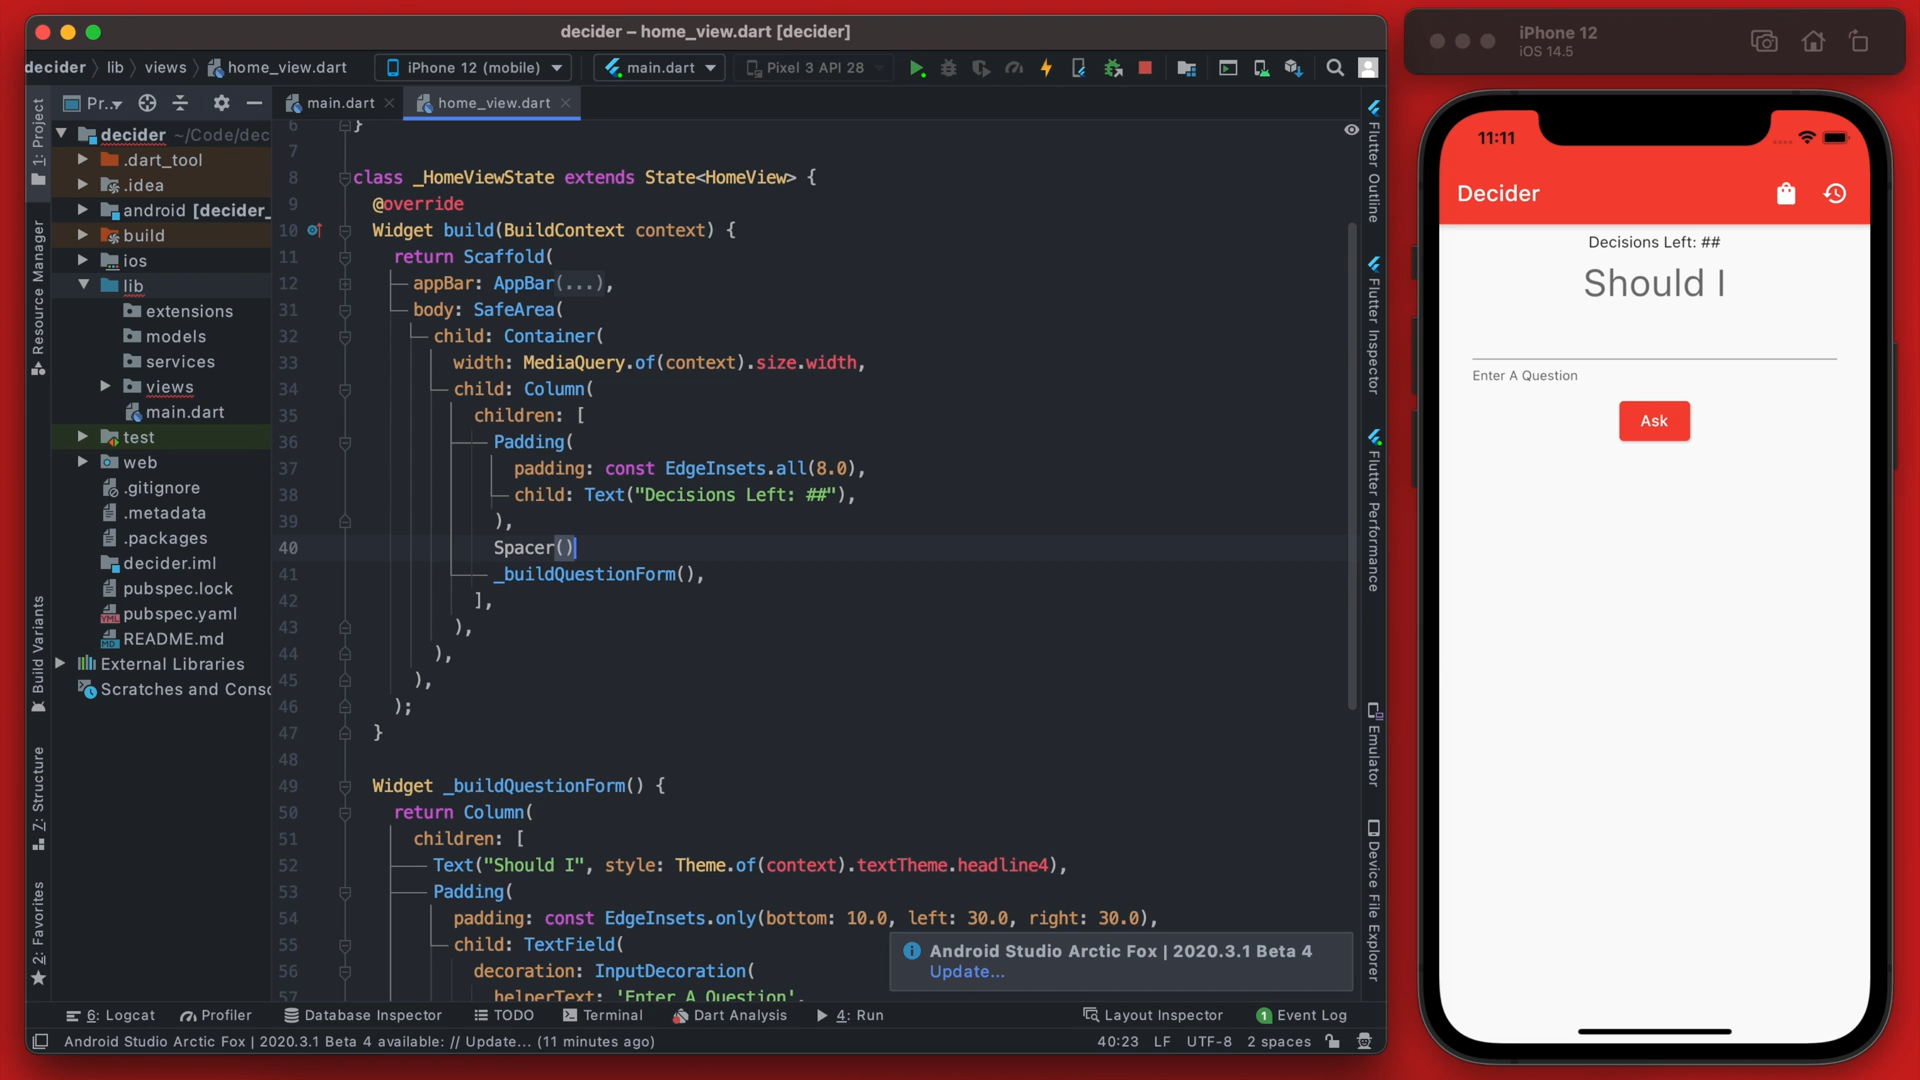 decider – home_view.dart [decider]
decider
lib
views
home_view.dart
iPhone 12 (mobile)
main.dart
Pixel 3 API 28
Pr...
main.dart
home_view.dart
1: Project
Resource Manager
Build Variants
7: Structure
2: Favorites
decider ~/Code/dec
.dart_tool
.idea
android [decider_
build
ios
lib
extensions
models
services
views
main.dart
test
web
.gitignore
.metadata
.packages
decider.iml
pubspec.lock
pubspec.yaml
README.md
External Libraries
Scratches and Conso
6 }
7
8 class _HomeViewState extends State<HomeView> {
9 @override
10 Widget build(BuildContext context) {
11 return Scaffold(
12 appBar: AppBar(...),
31 body: SafeArea(
32 child: Container(
33 width: MediaQuery.of(context).size.width,
34 child: Column(
35 children: [
36 Padding(
37 padding: const EdgeInsets.all(8.0),
38 child: Text("Decisions Left: ##"),
39 ),
40 Spacer()
41 _buildQuestionForm(),
42 ],
43 ),
44 ),
45 ),
46 );
47 }
48
49 Widget _buildQuestionForm() {
50 return Column(
51 children: [
52 Text("Should I", style: Theme.of(context).textTheme.headline4),
53 Padding(
54 padding: const EdgeInsets.only(bottom: 10.0, left: 30.0, right: 30.0),
55 child: TextField(
56 decoration: InputDecoration(
57 helperText: 'Enter A Question',
Android Studio Arctic Fox | 2020.3.1 Beta 4
Update...
Flutter Outline
Flutter Inspector
Flutter Performance
Emulator
Device File Explorer
6: Logcat
Profiler
Database Inspector
TODO
Terminal
Dart Analysis
4: Run
Layout Inspector
1 Event Log
Android Studio Arctic Fox | 2020.3.1 Beta 4 available: // Update... (11 minutes ago)
40:23 LF UTF-8 2 spaces
iPhone 12
iOS 14.5
11:11
Decider
Decisions Left: ##
Should I
Enter A Question
Ask